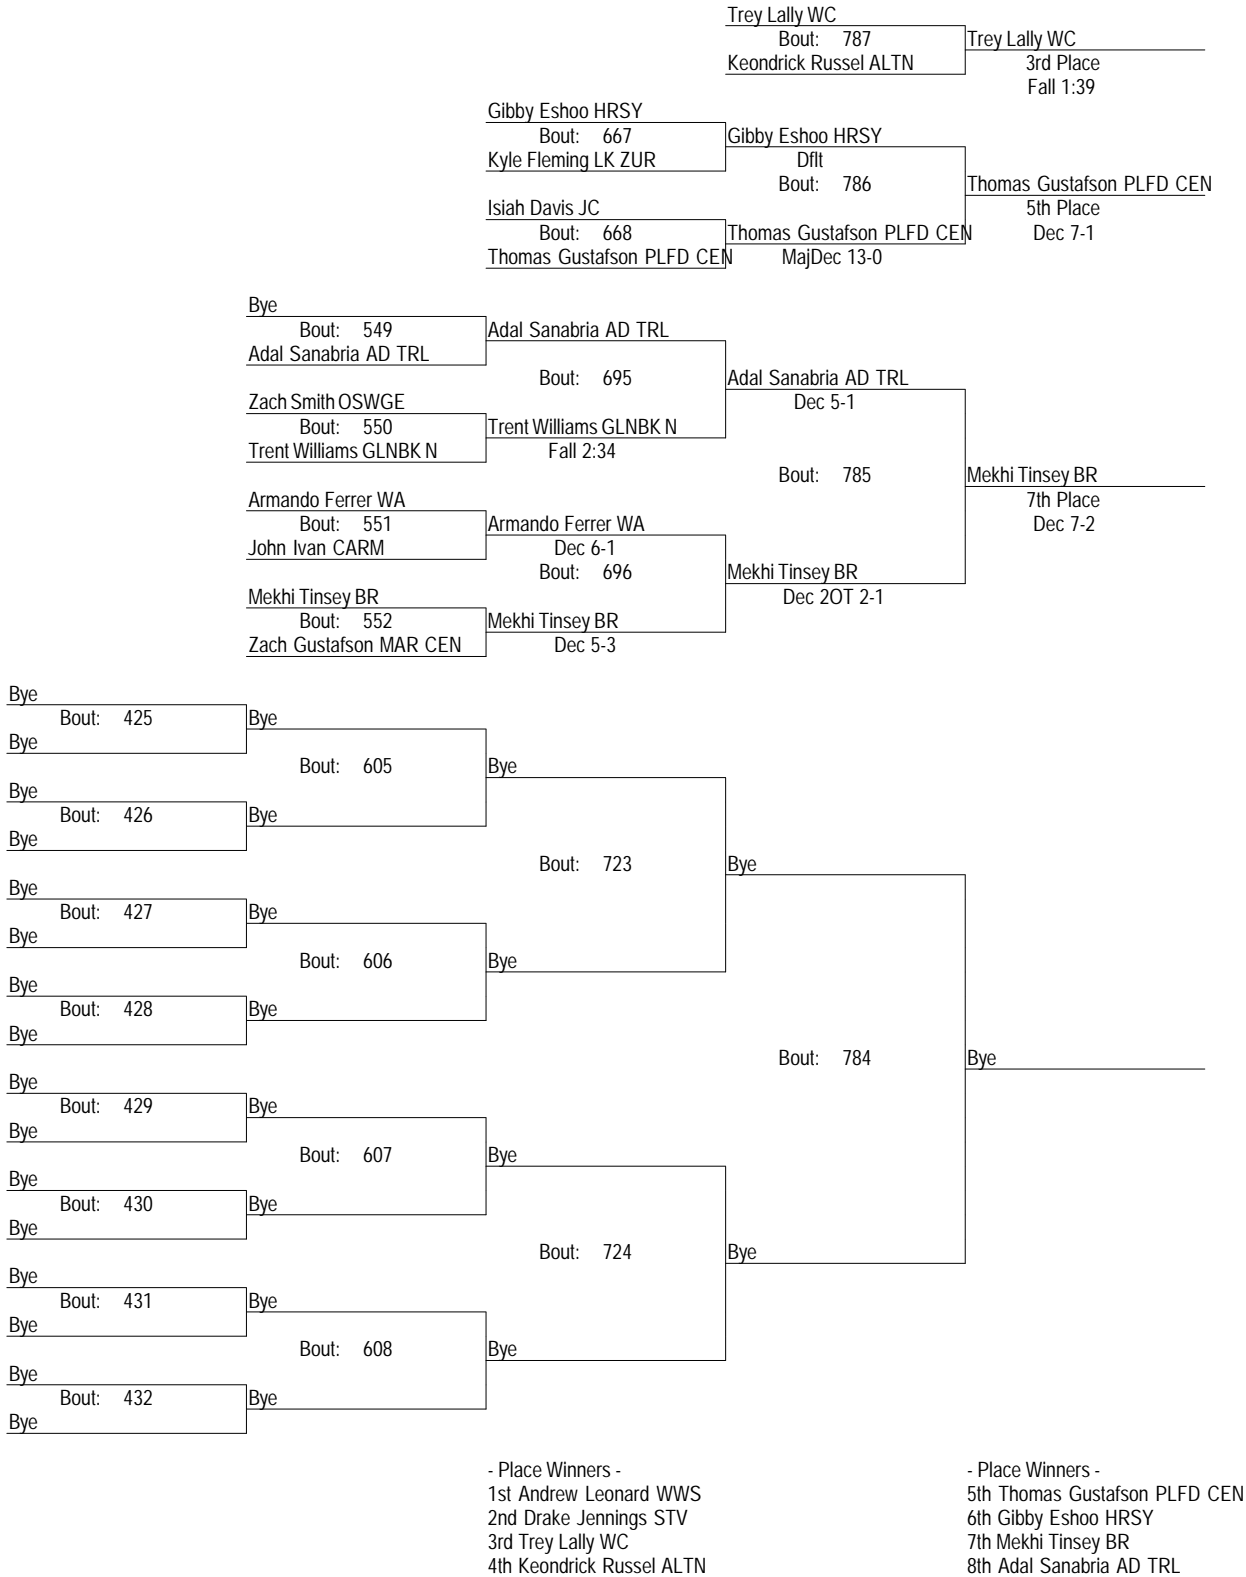 Trey Lally WC
Bout: 787
Trey Lally WC
Keondrick Russel ALTN
3rd Place
Fall 1:39
Gibby Eshoo HRSY
Bout: 667
Gibby Eshoo HRSY
Kyle Fleming LK ZUR
Dflt
Bout: 786
Thomas Gustafson PLFD CEN
Isiah Davis JC
5th Place
Bout: 668
Thomas Gustafson PLFD CEN
Dec 7-1
Thomas Gustafson PLFD CEN
MajDec 13-0
Bye
Bout: 549
Adal Sanabria AD TRL
Adal Sanabria AD TRL
Bout: 695
Adal Sanabria AD TRL
Dec 5-1
Zach Smith OSWGE
Bout: 550
Trent Williams GLNBK N
Trent Williams GLNBK N
Fall 2:34
Bout: 785
Mekhi Tinsey BR
7th Place
Dec 7-2
Armando Ferrer WA
Bout: 551
Armando Ferrer WA
John Ivan CARM
Dec 6-1
Bout: 696
Mekhi Tinsey BR
Dec 2OT 2-1
Mekhi Tinsey BR
Bout: 552
Mekhi Tinsey BR
Zach Gustafson MAR CEN
Dec 5-3
Bye
Bout: 425
Bye
Bye
Bout: 605
Bye
Bye
Bout: 426
Bye
Bye
Bout: 723
Bye
Bye
Bout: 427
Bye
Bye
Bout: 606
Bye
Bye
Bout: 428
Bye
Bye
Bout: 784
Bye
Bye
Bout: 429
Bye
Bye
Bout: 607
Bye
Bye
Bout: 430
Bye
Bye
Bout: 724
Bye
Bye
Bout: 431
Bye
Bye
Bout: 608
Bye
Bye
Bout: 432
Bye
Bye
- Place Winners -
1st Andrew Leonard WWS
2nd Drake Jennings STV
3rd Trey Lally WC
4th Keondrick Russel ALTN
- Place Winners -
5th Thomas Gustafson PLFD CEN
6th Gibby Eshoo HRSY
7th Mekhi Tinsey BR
8th Adal Sanabria AD TRL